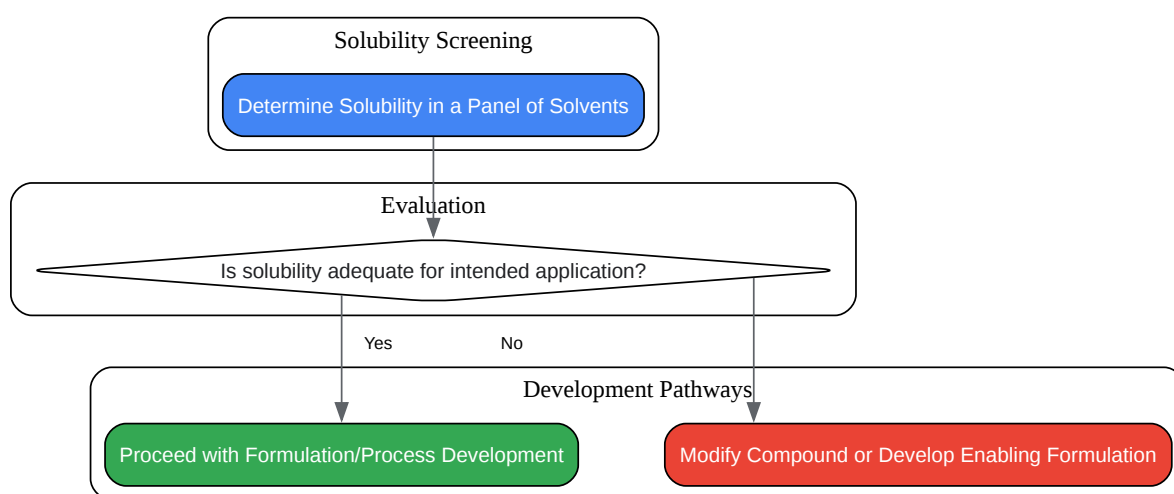 Solubility Screening
Determine Solubility in a Panel of Solvents
Evaluation
Is solubility adequate for intended application?
Yes
No
Development Pathways
Proceed with Formulation/Process Development
Modify Compound or Develop Enabling Formulation